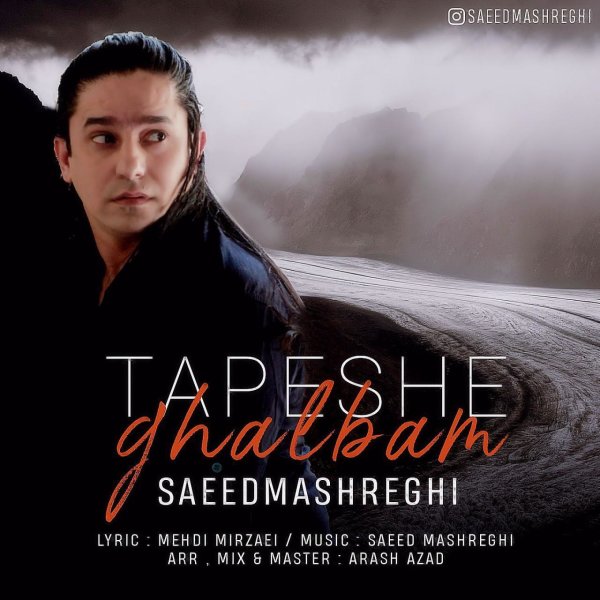 SAEEDMASHREGHI
TAPESHE
ghalbam
SAEEDMASHREGHI
LYRIC : MEHDI MIRZAEI / MUSIC : SAEED MASHREGHI
ARR , MIX & MASTER : ARASH AZAD